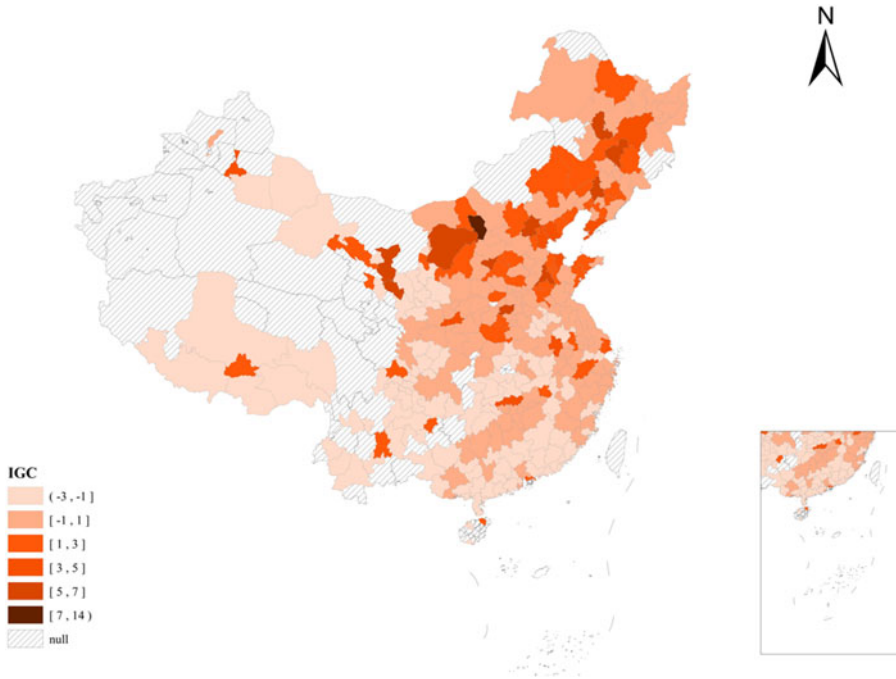 N
IGC
( -3 , -1 ]
[ -1 , 1 ]
[ 1 , 3 ]
[ 3 , 5 ]
[ 5 , 7 ]
[ 7 , 14 )
null